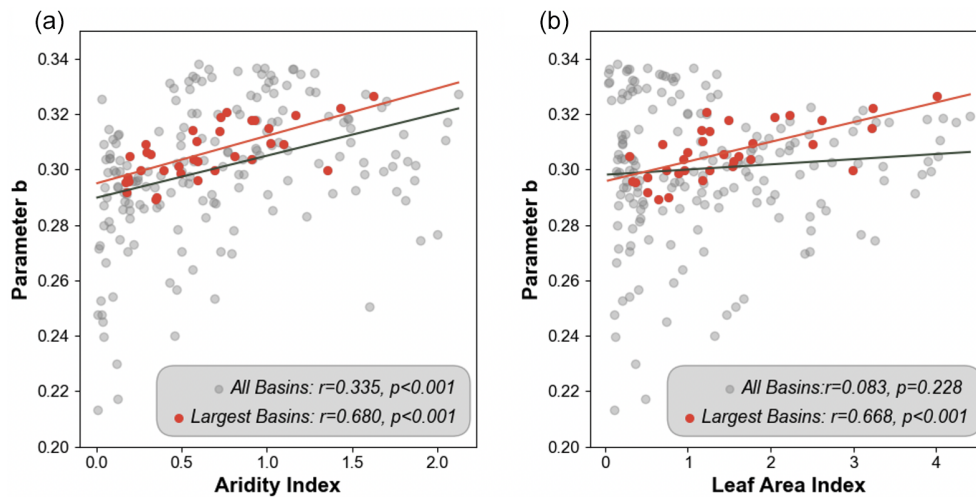 (a)
Parameter b
0.34
0.32
0.30
0.28
0.26
0.24
0.22
0.20
0.0 0.5 1.0 1.5 2.0
Aridity Index
All Basins: r=0.335, p<0.001
Largest Basins: r=0.680, p<0.001
(b)
Parameter b
0.34
0.32
0.30
0.28
0.26
0.24
0.22
0.20
0 1 2 3 4
Leaf Area Index
All Basins:r=0.083, p=0.228
Largest Basins: r=0.668, p<0.001